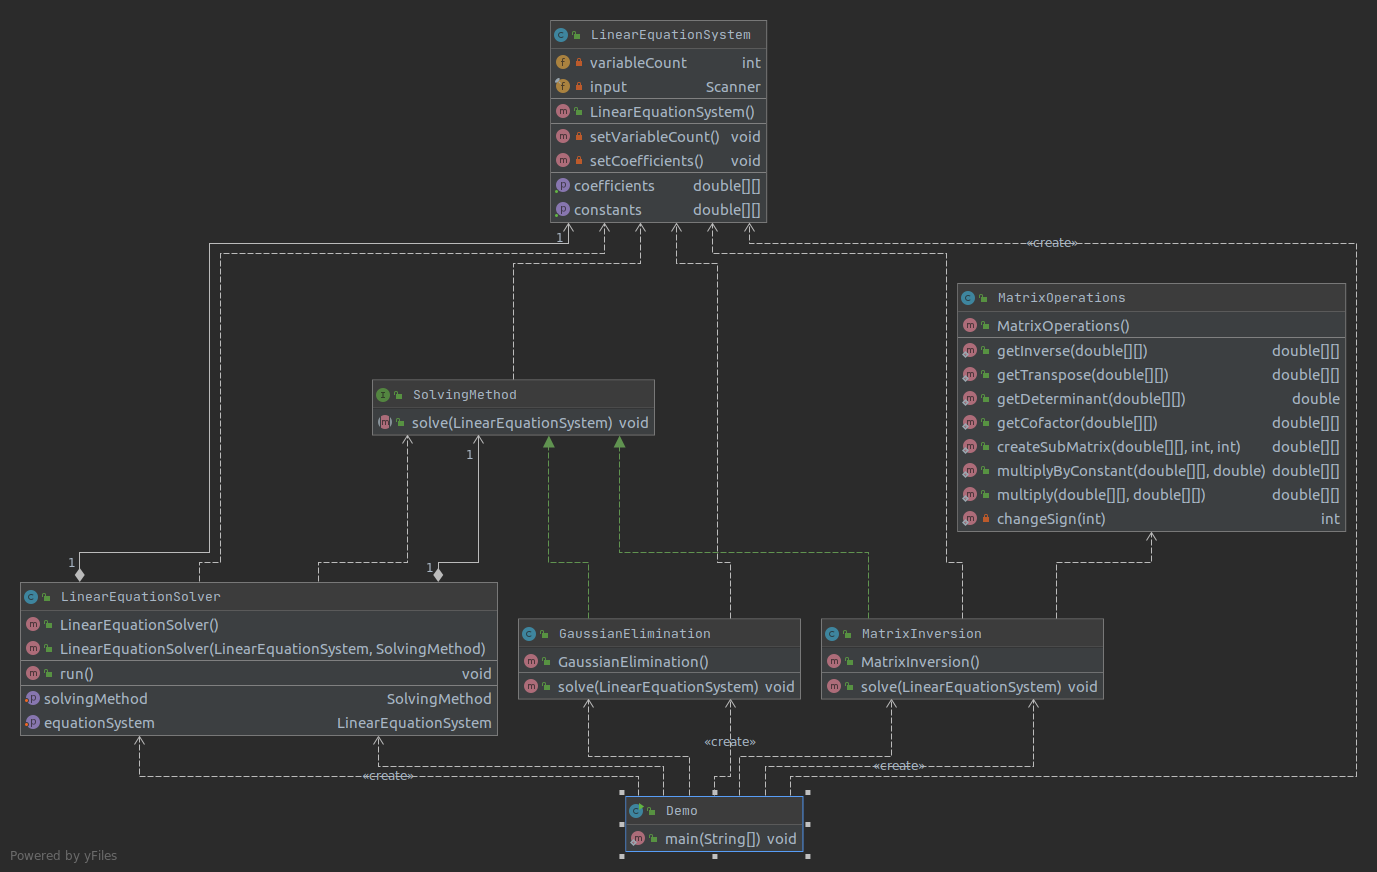 LinearEquationSystem
variableCount int
input Scanner
LinearEquationSystem()
setVariableCount() void
setCoefficients() void
coefficients double[][]
constants double[][]
1
«create»
MatrixOperations
MatrixOperations()
getInverse(double[][]) double[][]
getTranspose(double[][]) double[][]
getDeterminant(double[][]) double
getCofactor(double[][]) double[][]
createSubMatrix(double[][], int, int) double[][]
multiplyByConstant(double[][], double) double[][]
multiply(double[][], double[][]) double[][]
changeSign(int) int
SolvingMethod
solve(LinearEquationSystem) void
1
1
1
LinearEquationSolver
LinearEquationSolver()
LinearEquationSolver(LinearEquationSystem, SolvingMethod)
run() void
solvingMethod SolvingMethod
equationSystem LinearEquationSystem
GaussianElimination
GaussianElimination()
solve(LinearEquationSystem) void
MatrixInversion
MatrixInversion()
solve(LinearEquationSystem) void
«create»
«create»
«create»
Demo
main(String[]) void
Powered by yFiles